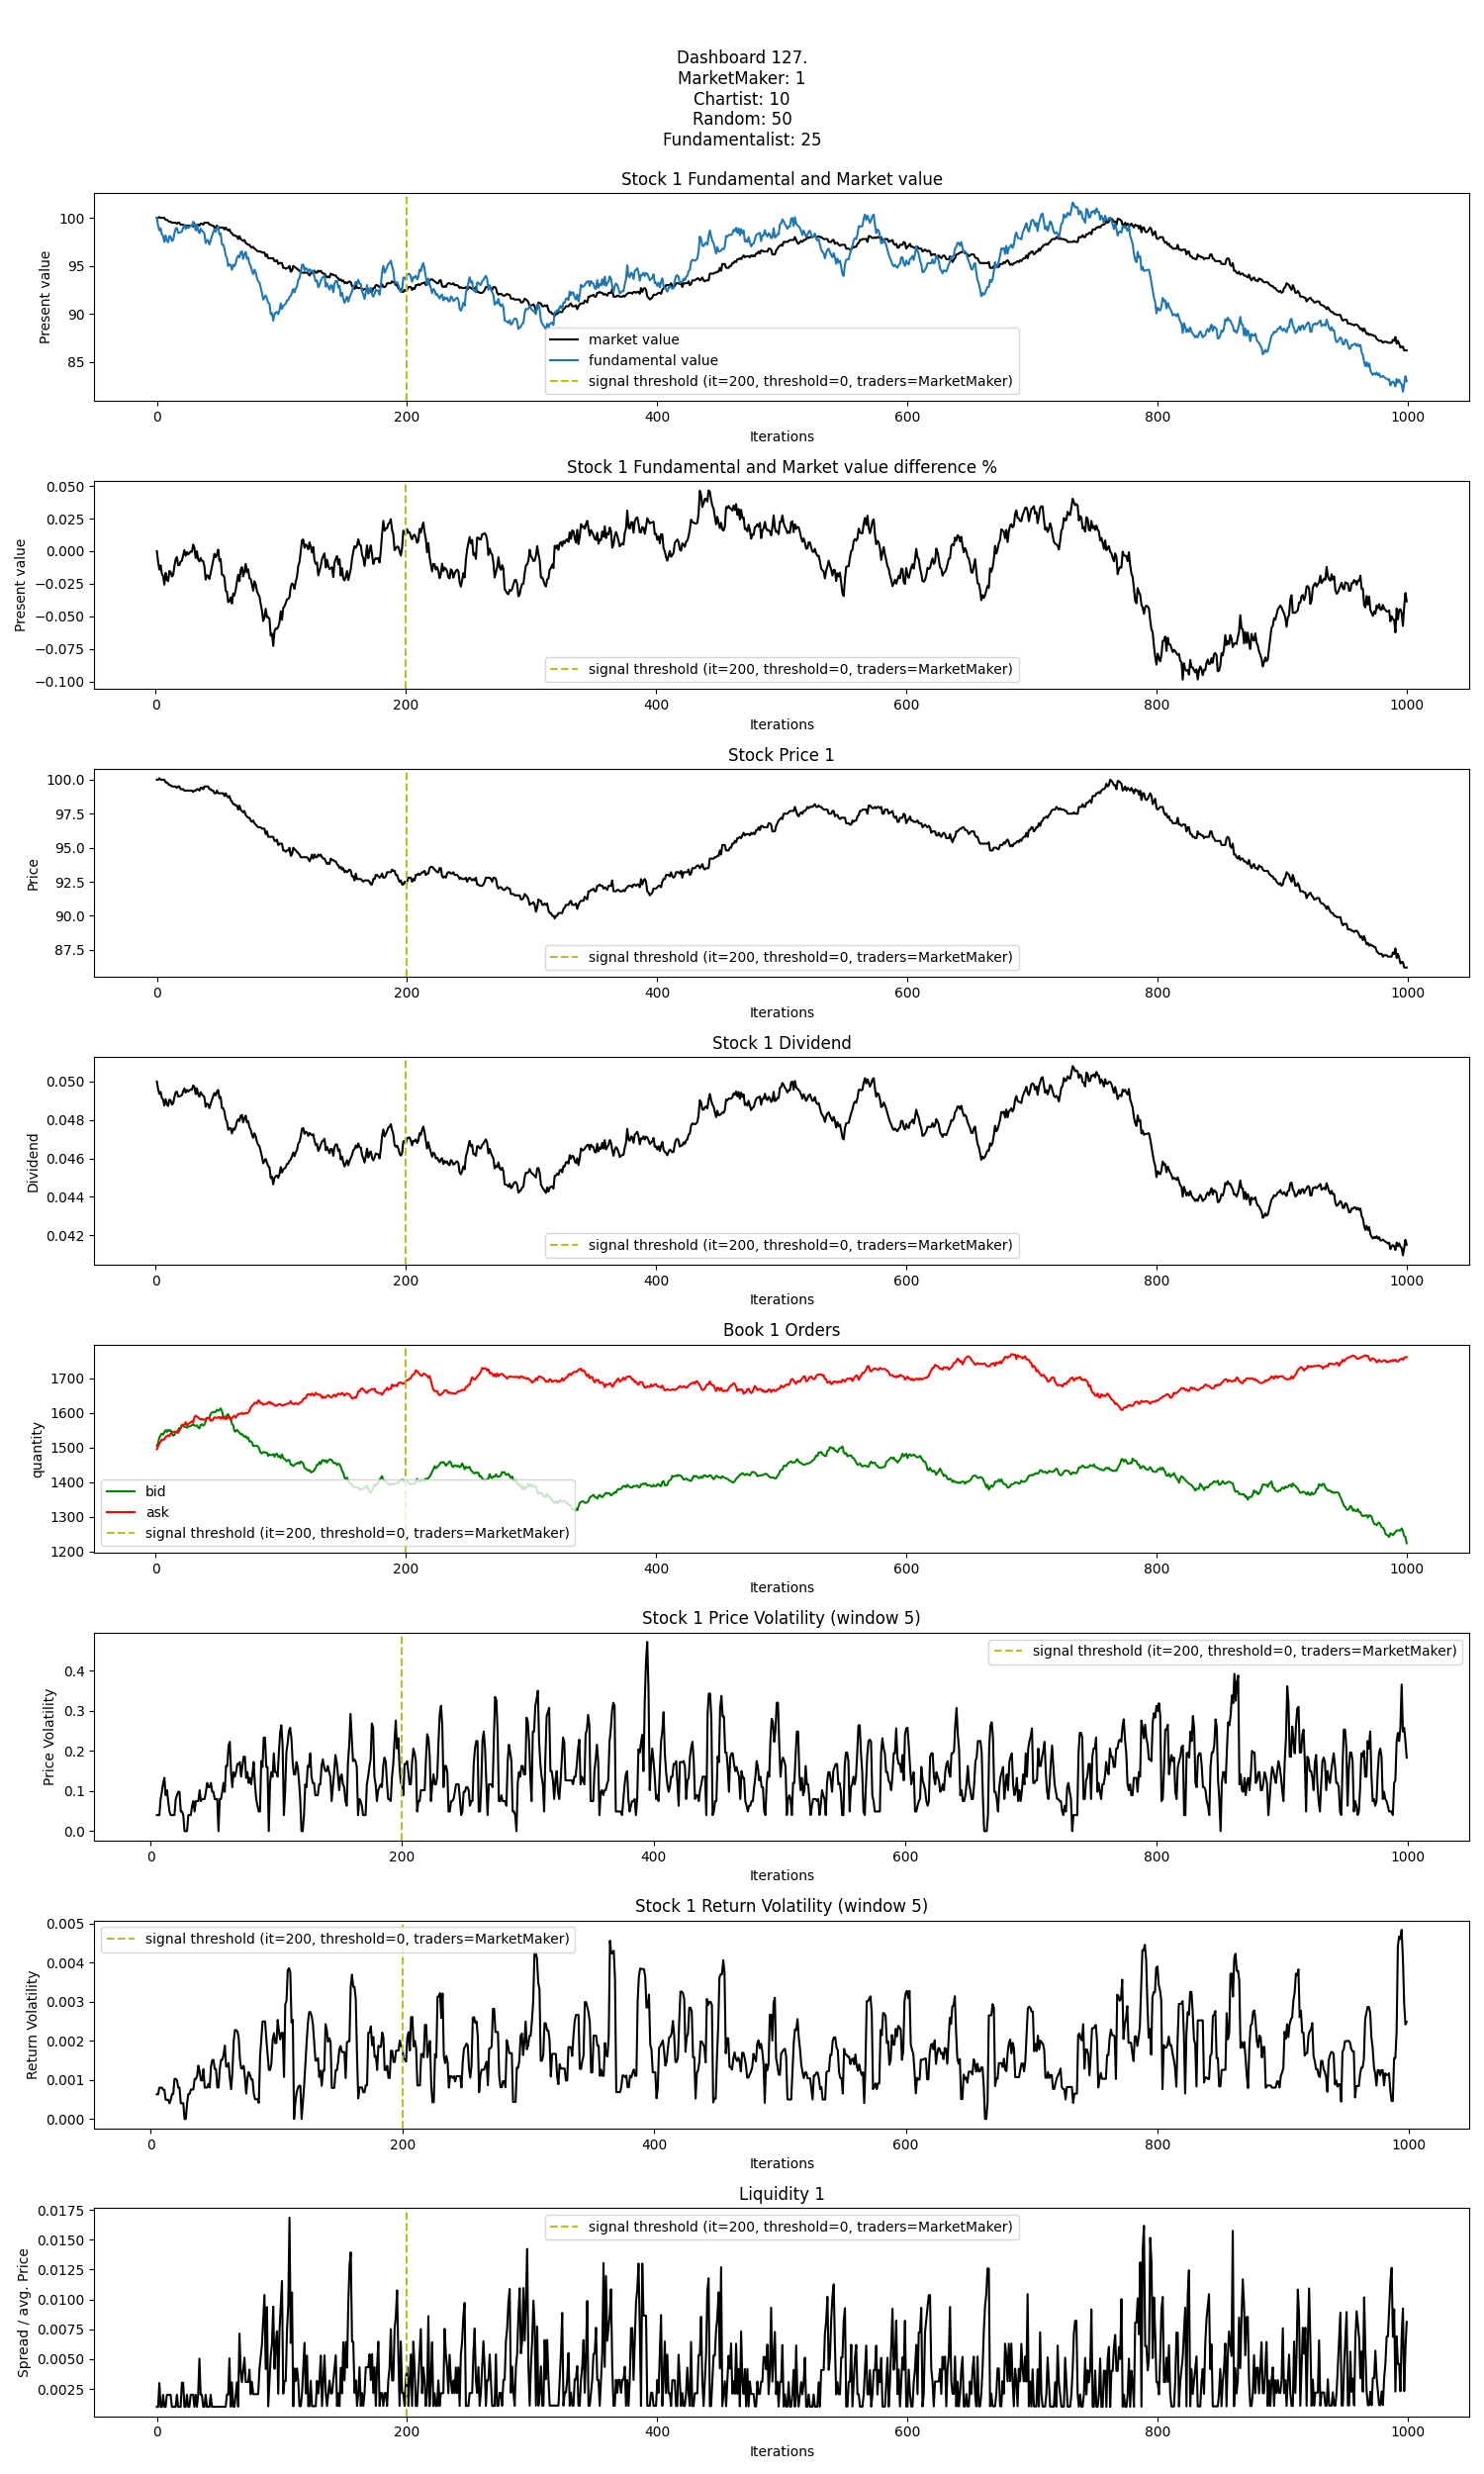 Dashboard 127.
MarketMaker: 1
Chartist: 10
Random: 50
Fundamentalist: 25
Stock 1 Fundamental and Market value
Present value
100
95
90
85
market value
fundamental value
signal threshold (it=200, threshold=0, traders=MarketMaker)
0 200 400 600 800 1000
Iterations
Stock 1 Fundamental and Market value difference %
Present value
0.050
0.025
0.000
−0.025
−0.050
−0.075
−0.100
signal threshold (it=200, threshold=0, traders=MarketMaker)
0 200 400 600 800 1000
Iterations
Stock Price 1
Price
100.0
97.5
95.0
92.5
90.0
87.5
signal threshold (it=200, threshold=0, traders=MarketMaker)
0 200 400 600 800 1000
Iterations
Stock 1 Dividend
Dividend
0.050
0.048
0.046
0.044
0.042
signal threshold (it=200, threshold=0, traders=MarketMaker)
0 200 400 600 800 1000
Iterations
Book 1 Orders
quantity
1700
1600
1500
1400
1300
1200
bid
ask
signal threshold (it=200, threshold=0, traders=MarketMaker)
0 200 400 600 800 1000
Iterations
Stock 1 Price Volatility (window 5)
Price Volatility
0.4
0.3
0.2
0.1
0.0
signal threshold (it=200, threshold=0, traders=MarketMaker)
0 200 400 600 800 1000
Iterations
Stock 1 Return Volatility (window 5)
Return Volatility
0.005
0.004
0.003
0.002
0.001
0.000
signal threshold (it=200, threshold=0, traders=MarketMaker)
0 200 400 600 800 1000
Iterations
Liquidity 1
Spread / avg. Price
0.0175
0.0150
0.0125
0.0100
0.0075
0.0050
0.0025
signal threshold (it=200, threshold=0, traders=MarketMaker)
0 200 400 600 800 1000
Iterations